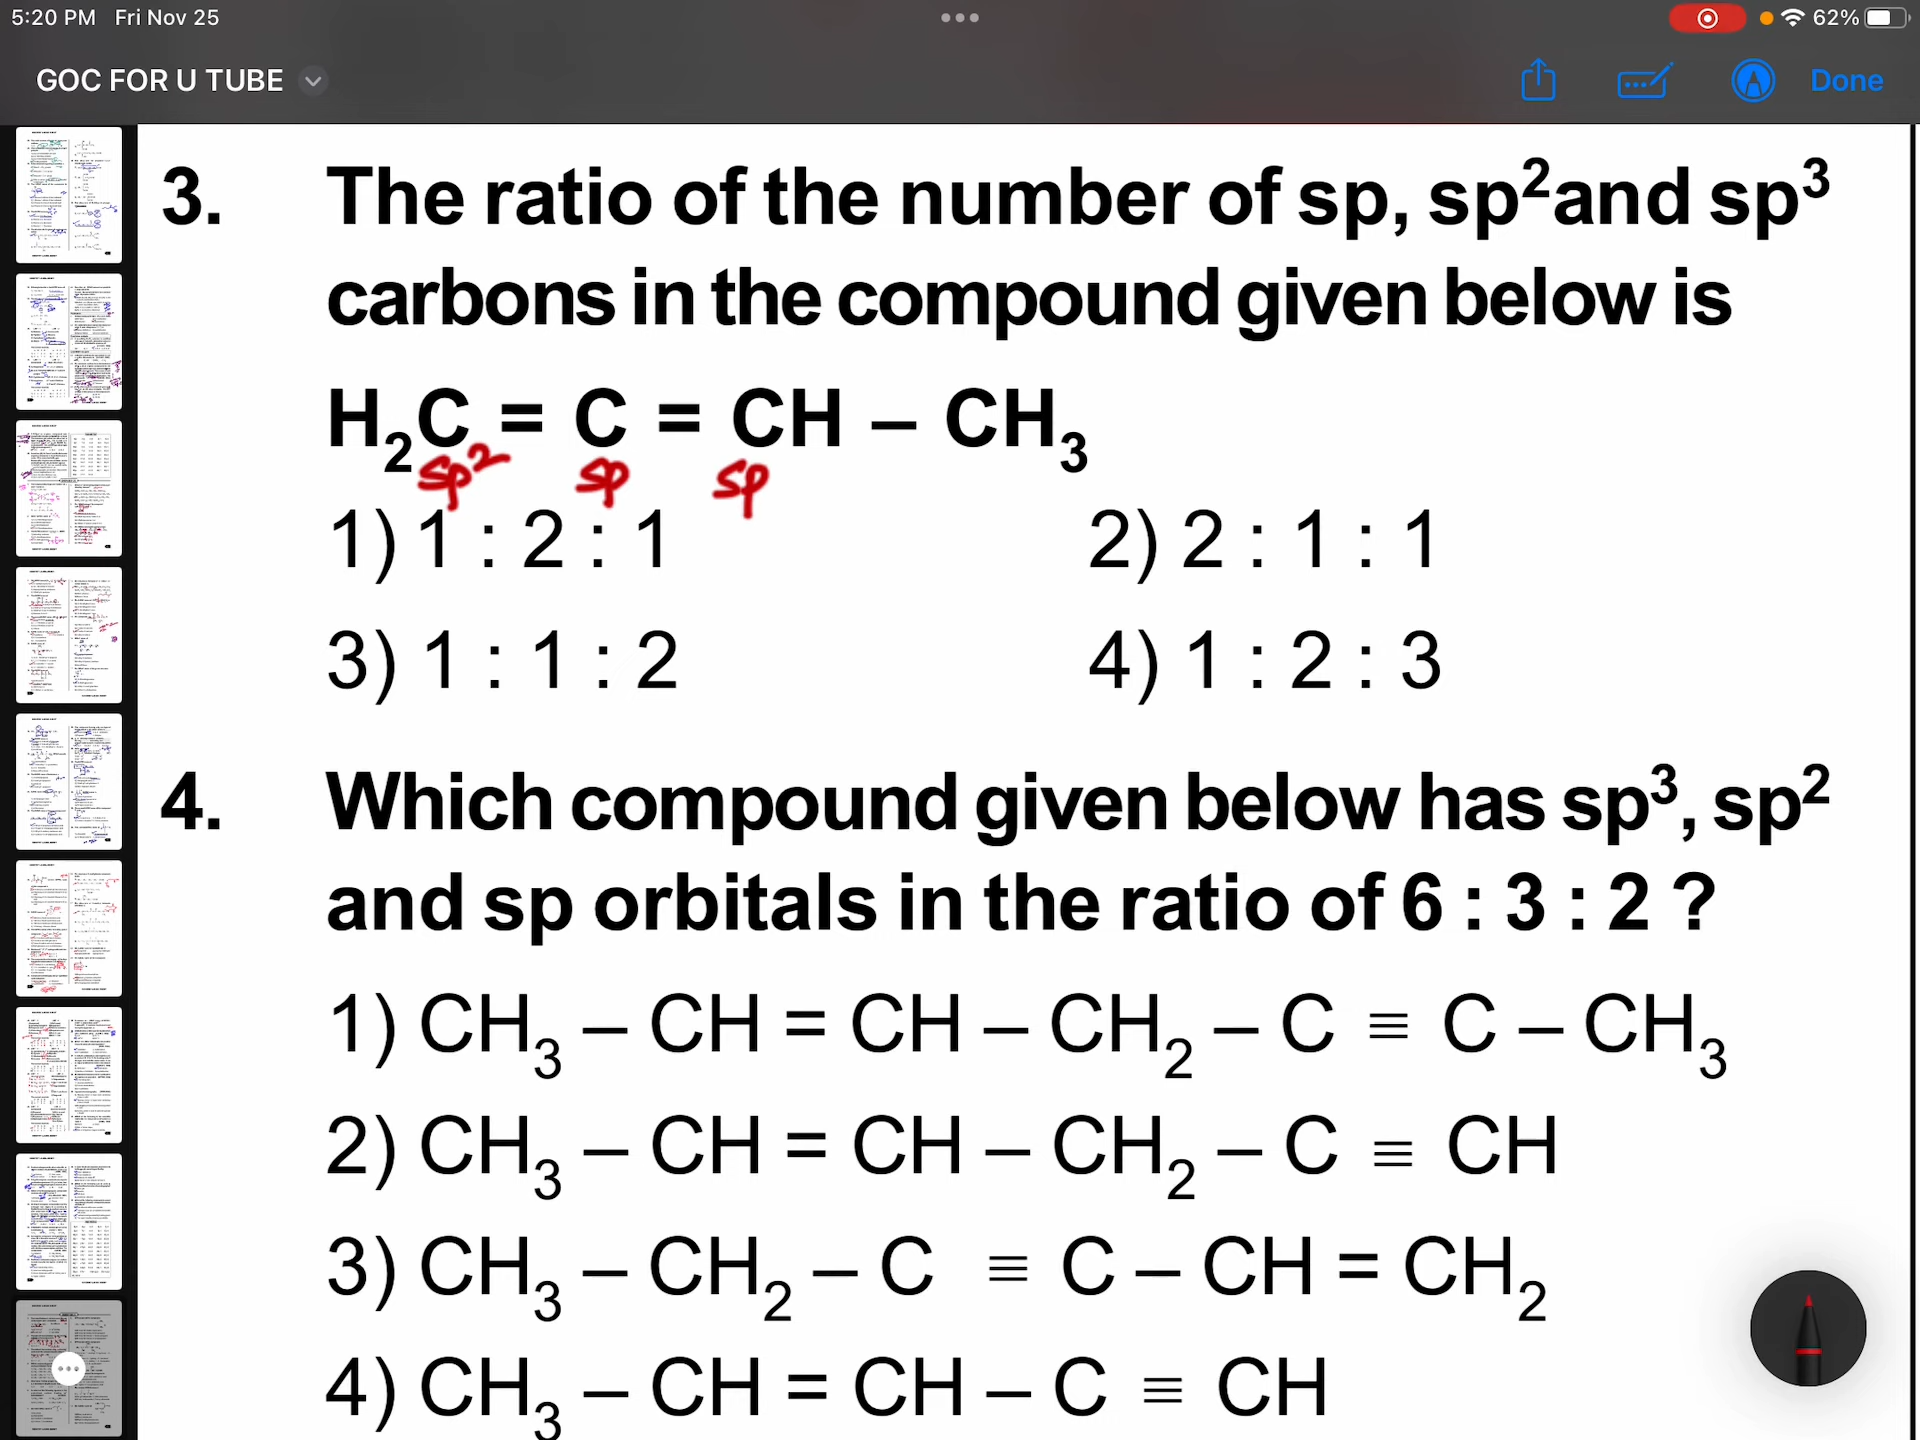 5:20 PM Fri Nov 25
62%
GOC FOR U TUBE
Done
3. The ratio of the number of sp, sp²and sp³
carbons in the compound given below is
H₂C = C = CH – CH₃
sp² sp sp
1) 1 : 2 : 1 2) 2 : 1 : 1
3) 1 : 1 : 2 4) 1 : 2 : 3
4. Which compound given below has sp³, sp²
and sp orbitals in the ratio of 6 : 3 : 2 ?
1) CH₃ – CH = CH – CH₂ – C ≡ C – CH₃
2) CH₃ – CH = CH – CH₂ – C ≡ CH
3) CH₃ – CH₂ – C ≡ C – CH = CH₂
4) CH₃ – CH = CH – C ≡ CH